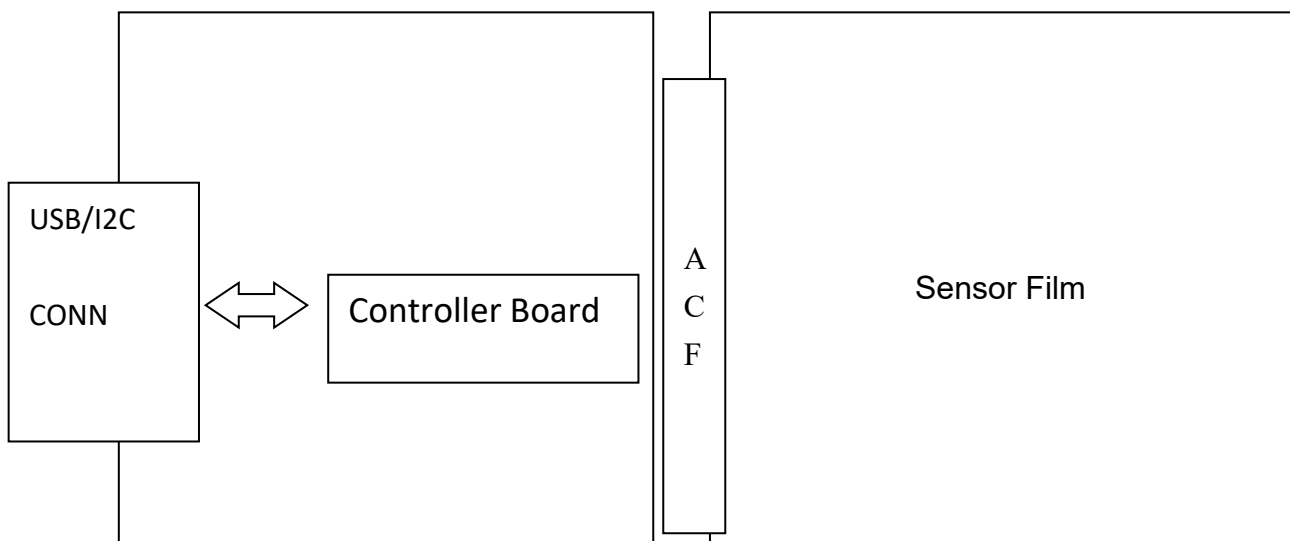 USB/I2C
CONN
Controller Board
A
C
F
Sensor Film